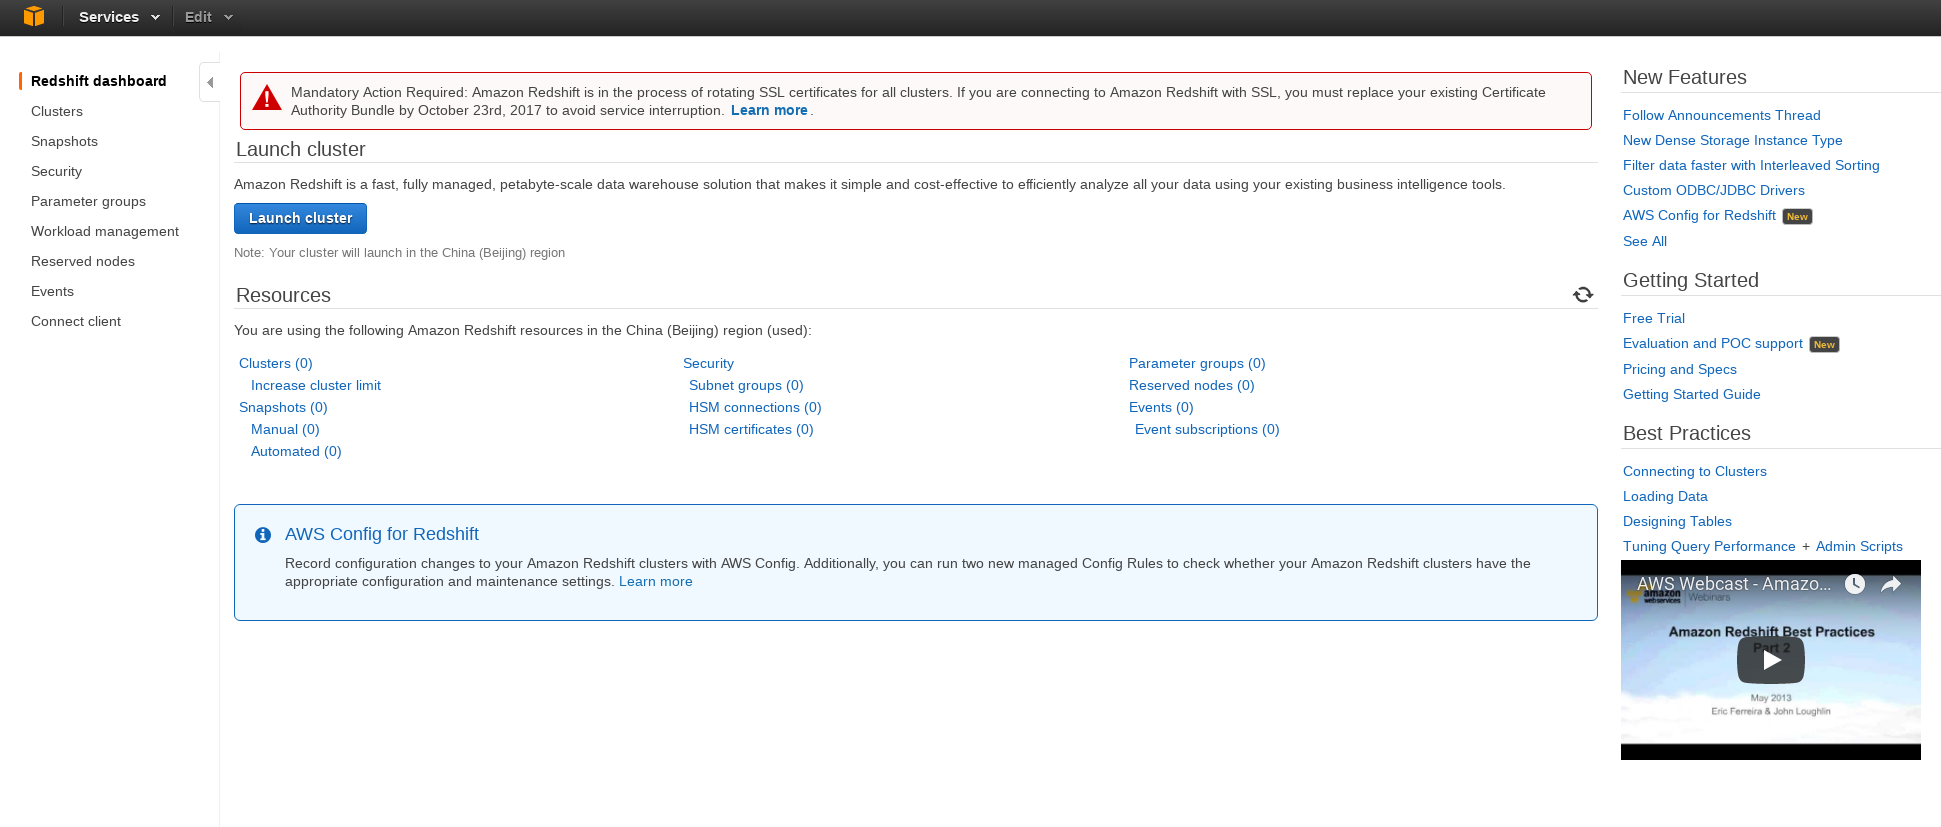 Services
Edit
Redshift dashboard
Clusters
Snapshots
Security
Parameter groups
Workload management
Reserved nodes
Events
Connect client
Mandatory Action Required: Amazon Redshift is in the process of rotating SSL certificates for all clusters. If you are connecting to Amazon Redshift with SSL, you must replace your existing Certificate
Authority Bundle by October 23rd, 2017 to avoid service interruption. Learn more .
Launch cluster
Amazon Redshift is a fast, fully managed, petabyte-scale data warehouse solution that makes it simple and cost-effective to efficiently analyze all your data using your existing business intelligence tools.
Launch cluster
Note: Your cluster will launch in the China (Beijing) region
Resources
You are using the following Amazon Redshift resources in the China (Beijing) region (used):
Clusters (0)
Increase cluster limit
Snapshots (0)
Manual (0)
Automated (0)
Security
Subnet groups (0)
HSM connections (0)
HSM certificates (0)
Parameter groups (0)
Reserved nodes (0)
Events (0)
Event subscriptions (0)
AWS Config for Redshift
Record configuration changes to your Amazon Redshift clusters with AWS Config. Additionally, you can run two new managed Config Rules to check whether your Amazon Redshift clusters have the
appropriate configuration and maintenance settings. Learn more
New Features
Follow Announcements Thread
New Dense Storage Instance Type
Filter data faster with Interleaved Sorting
Custom ODBC/JDBC Drivers
AWS Config for Redshift New
See All
Getting Started
Free Trial
Evaluation and POC support New
Pricing and Specs
Getting Started Guide
Best Practices
Connecting to Clusters
Loading Data
Designing Tables
Tuning Query Performance + Admin Scripts
AWS Webcast - Amazo...
amazon
webservices
Webinars
Amazon Redshift Best Practices
Part 2
May 2013
Eric Ferreira & John Loughlin